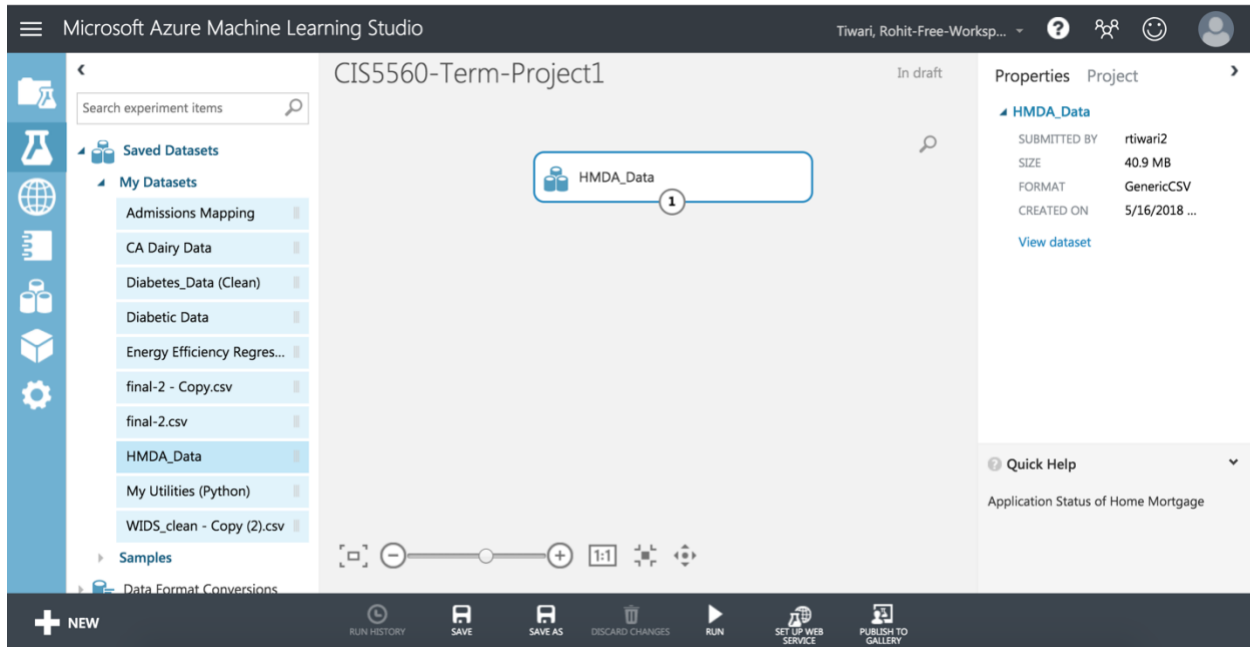 Microsoft Azure Machine Learning Studio
Tiwari, Rohit-Free-Worksp...
?
Search experiment items
Saved Datasets
My Datasets
Admissions Mapping
CA Dairy Data
Diabetes_Data (Clean)
Diabetic Data
Energy Efficiency Regres...
final-2 - Copy.csv
final-2.csv
HMDA_Data
My Utilities (Python)
WIDS_clean - Copy (2).csv
Samples
Data Format Conversions
CIS5560-Term-Project1
In draft
HMDA_Data
1
1:1
Properties Project
HMDA_Data
SUBMITTED BY rtiwari2
SIZE 40.9 MB
FORMAT GenericCSV
CREATED ON 5/16/2018 ...
View dataset
? Quick Help
Application Status of Home Mortgage
NEW
RUN HISTORY
SAVE
SAVE AS
DISCARD CHANGES
RUN
SET UP WEB
SERVICE
PUBLISH TO
GALLERY